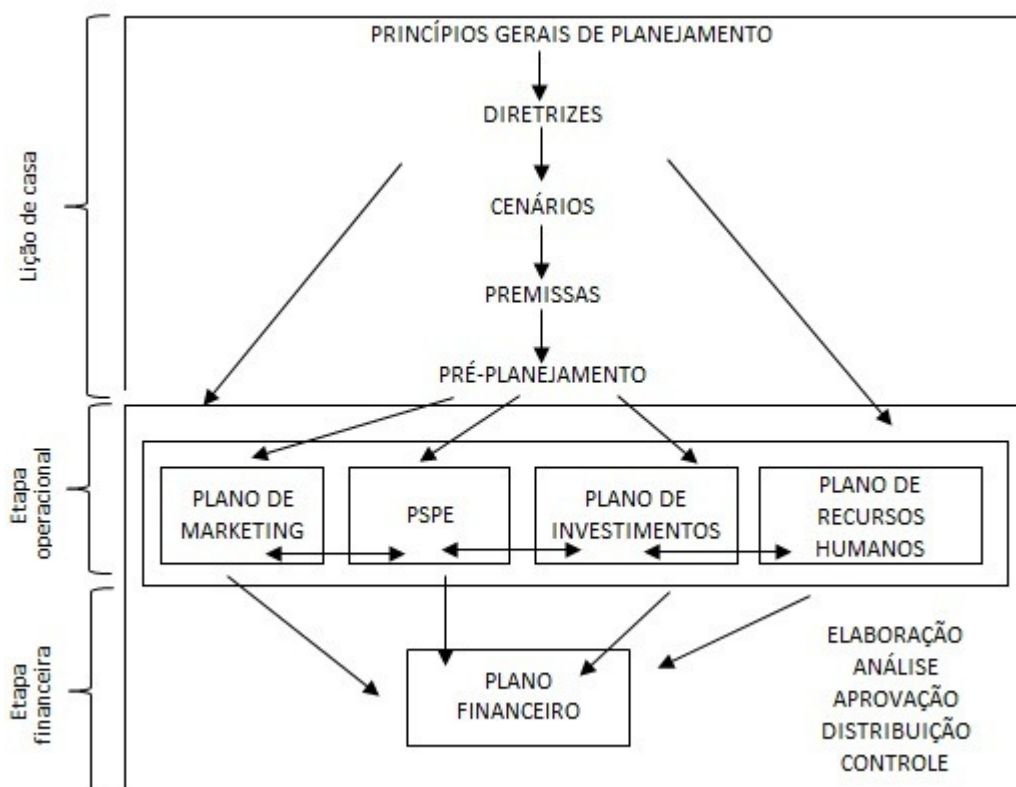 PRINCÍPIOS GERAIS DE PLANEJAMENTO
DIRETRIZES
CENÁRIOS
PREMISSAS
PRÉ-PLANEJAMENTO
Lição de casa
Etapa
operacional
PLANO DE
MARKETING
PSPE
PLANO DE
INVESTIMENTOS
PLANO DE
RECURSOS
HUMANOS
Etapa
financeira
PLANO
FINANCEIRO
ELABORAÇÃO
ANÁLISE
APROVAÇÃO
DISTRIBUIÇÃO
CONTROLE